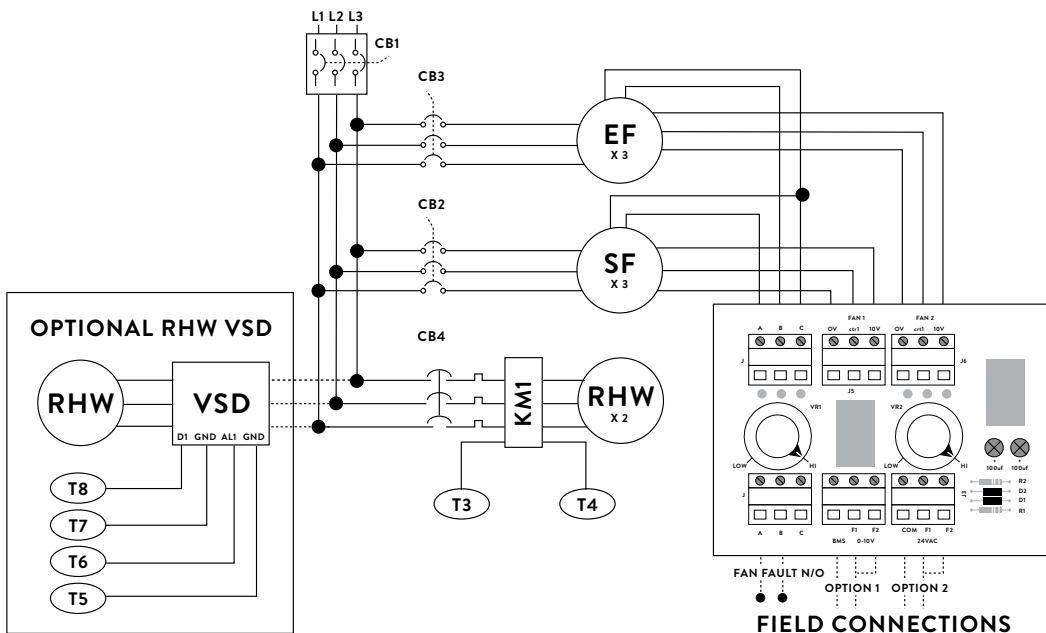 L1 L2 L3
CB1
CB3
EF
X 3
CB2
SF
X 3
OPTIONAL RHW VSD
CB4
RHW
VSD
D1 GND AL1 GND
T8
T7
T6
T5
KM1
RHW
X 2
T3
T4
FAN 1
FAN 2
A B C
OV ctr1 10V
OV crt1 10V
J
J5
J6
VR1
VR2
LOW
HI
LOW
HI
+
100uf
100uf
R2
D2
D1
R1
J
J3
A B C
F1 F2
BMS 0-10V
COM F1 F2
24VAC
FAN FAULT N/O
OPTION 1
OPTION 2
FIELD CONNECTIONS